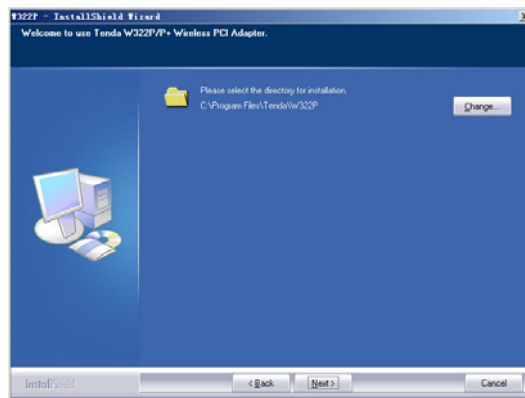 W322P - InstallShield Wizard
Welcome to use Tenda W322P/P+ Wireless PCI Adapter.
Please select the directory for installation.
C:\Program Files\Tenda\W322P
Change...
InstallShield
< Back
Next >
Cancel